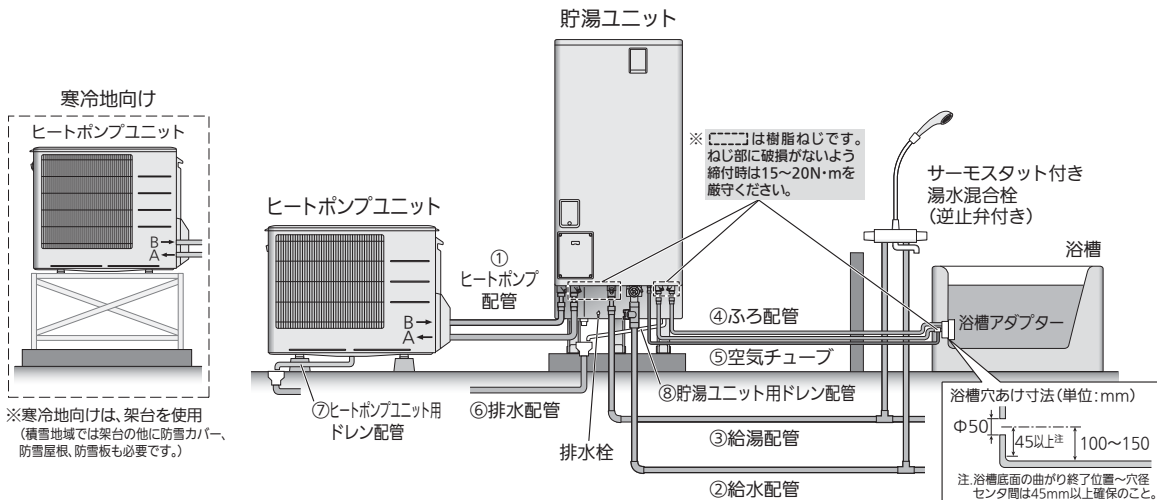 貯湯ユニット
寒冷地向け
ヒートポンプユニット
B
A
※寒冷地向けは、架台を使用
(積雪地域では架台の他に防雪カバー、
防雪屋根、防雪板も必要です。)
ヒートポンプユニット
B
A
①
ヒートポンプ
配管
※ は樹脂ねじです。
ねじ部に破損がないよう
締付時は15～20N・mを
厳守ください。
サーモスタット付き
湯水混合栓
(逆止弁付き)
浴槽
浴槽アダプター
④ふろ配管
⑤空気チューブ
⑦ヒートポンプユニット用
ドレン配管
⑥排水配管
⑧貯湯ユニット用ドレン配管
排水栓
③給湯配管
②給水配管
浴槽穴あけ寸法(単位:mm)
Φ50
45以上注
100～150
注.浴槽底面の曲がり終了位置～穴径
センタ間は45mm以上確保のこと。